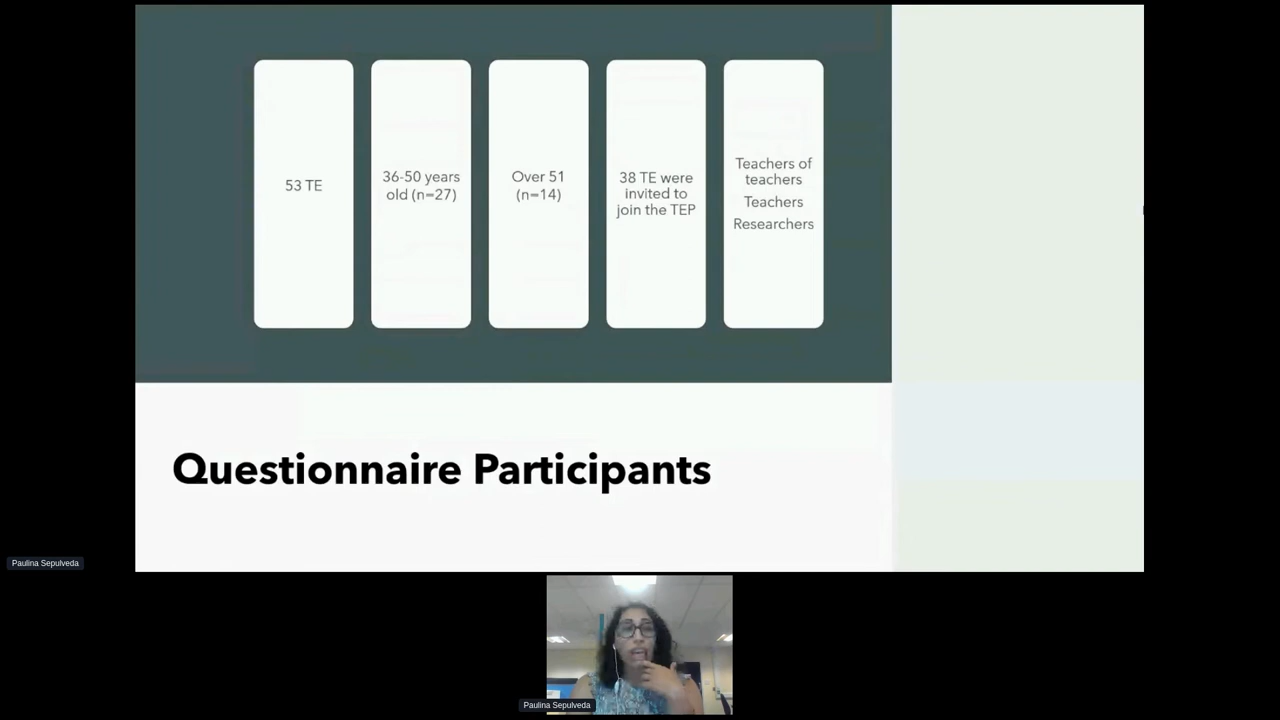 53 TE
36-50 years
old (n=27)
Over 51
(n=14)
38 TE were
invited to
join the TEP
Teachers of
teachers
Teachers
Researchers
Questionnaire Participants
Paulina Sepulveda
Paulina Sepulveda